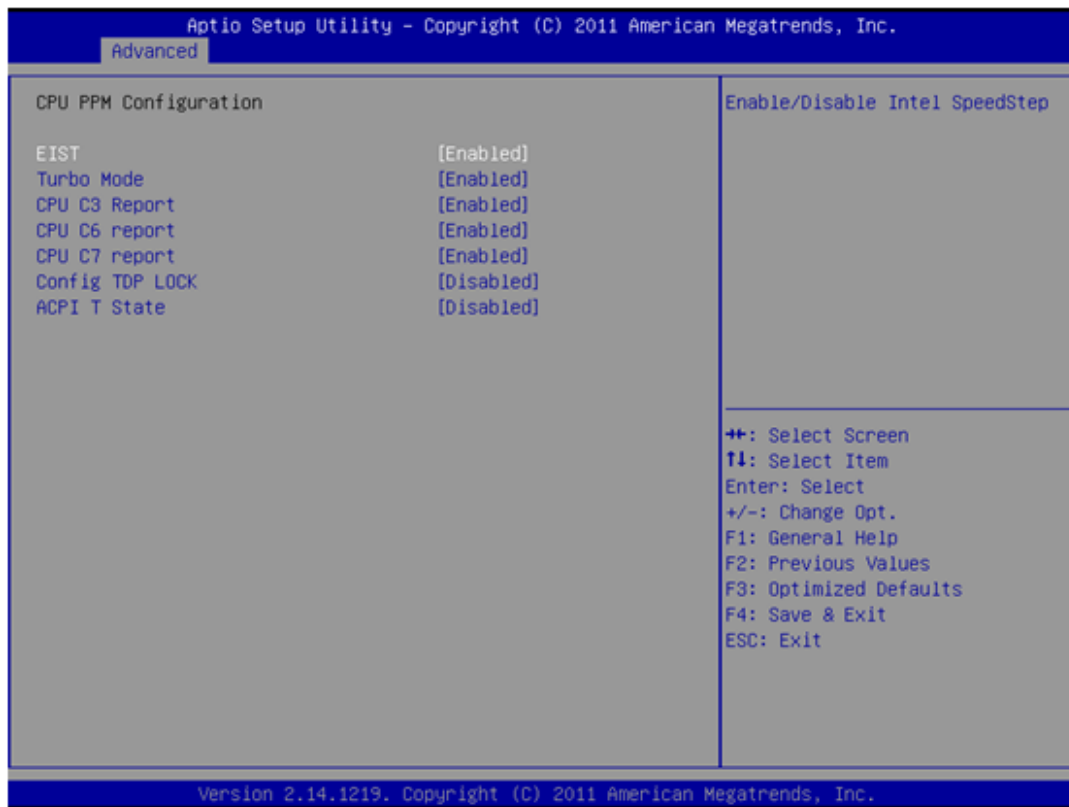 Aptio Setup Utility – Copyright (C) 2011 American Megatrends, Inc.
Advanced
CPU PPM Configuration
EIST [Enabled]
Turbo Mode [Enabled]
CPU C3 Report [Enabled]
CPU C6 report [Enabled]
CPU C7 report [Enabled]
Config TDP LOCK [Disabled]
ACPI T State [Disabled]
Enable/Disable Intel SpeedStep
→←: Select Screen
↑↓: Select Item
Enter: Select
+/-: Change Opt.
F1: General Help
F2: Previous Values
F3: Optimized Defaults
F4: Save & Exit
ESC: Exit
Version 2.14.1219. Copyright (C) 2011 American Megatrends, Inc.